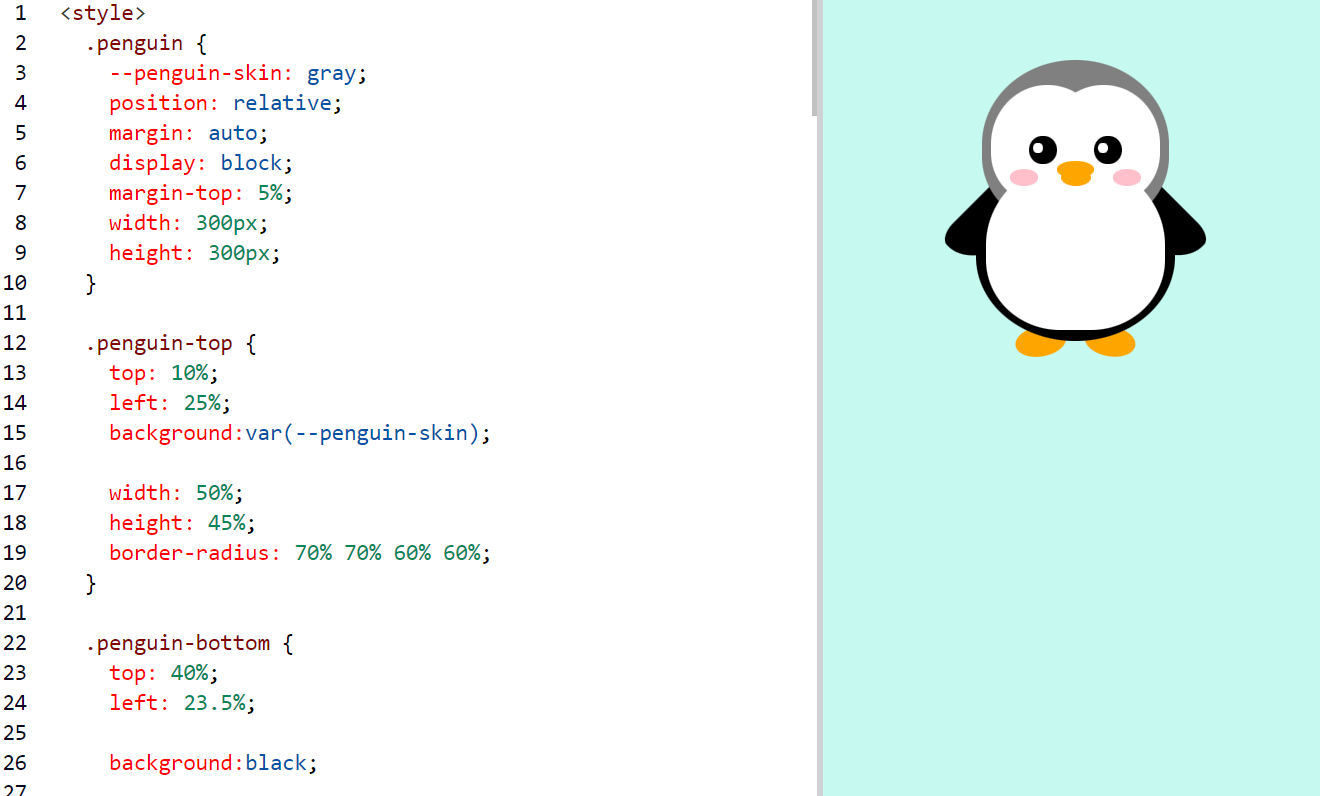 1 <style>
2 .penguin {
3 --penguin-skin: gray;
4 position: relative;
5 margin: auto;
6 display: block;
7 margin-top: 5%;
8 width: 300px;
9 height: 300px;
10 }
11
12 .penguin-top {
13 top: 10%;
14 left: 25%;
15 background:var(--penguin-skin);
16
17 width: 50%;
18 height: 45%;
19 border-radius: 70% 70% 60% 60%;
20 }
21
22 .penguin-bottom {
23 top: 40%;
24 left: 23.5%;
25
26 background:black;
27